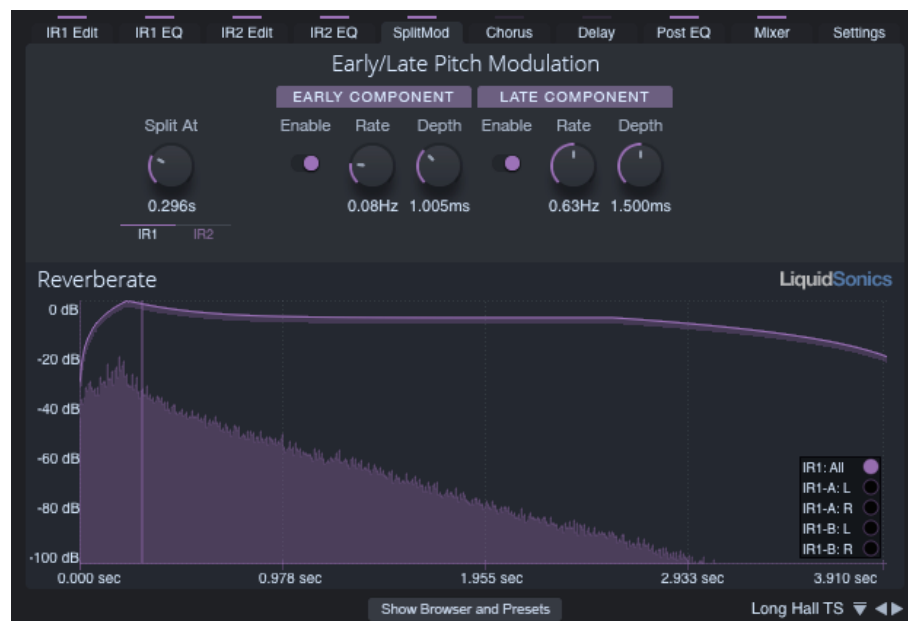 IR1 Edit IR1 EQ IR2 Edit IR2 EQ SplitMod Chorus Delay Post EQ Mixer Settings
Early/Late Pitch Modulation
EARLY COMPONENT LATE COMPONENT
Split At Enable Rate Depth Enable Rate Depth
0.296s 0.08Hz 1.005ms 0.63Hz 1.500ms
IR1 IR2
Reverberate LiquidSonics
0 dB
-20 dB
-40 dB
-60 dB
-80 dB
-100 dB
IR1: All
IR1-A: L
IR1-A: R
IR1-B: L
IR1-B: R
0.000 sec 0.978 sec 1.955 sec 2.933 sec 3.910 sec
Show Browser and Presets Long Hall TS